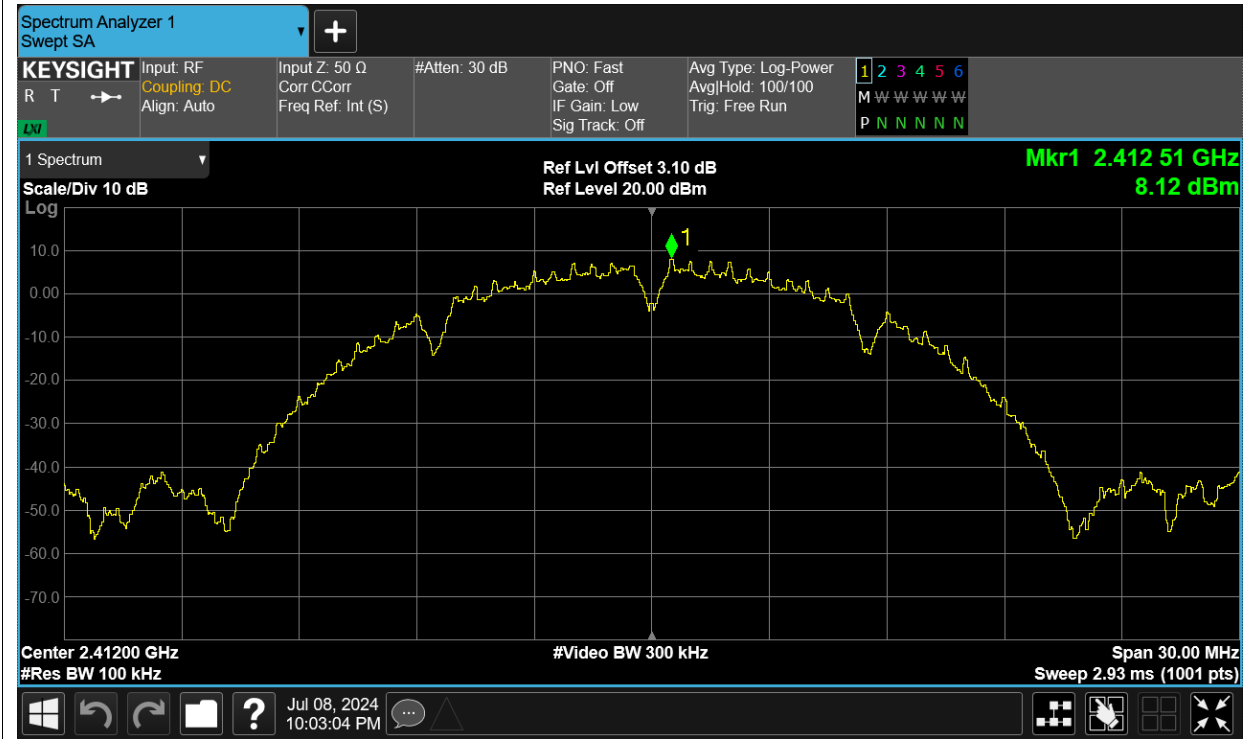 Spectrum Analyzer 1
Swept SA
+
KEYSIGHT
R T
LXI
Input: RF
Coupling: DC
Align: Auto
Input Z: 50 Ω
Corr CCorr
Freq Ref: Int (S)
#Atten: 30 dB
PNO: Fast
Gate: Off
IF Gain: Low
Sig Track: Off
Avg Type: Log-Power
Avg|Hold: 100/100
Trig: Free Run
1 2 3 4 5 6
M W W W W W
P N N N N N N
1 Spectrum
Scale/Div 10 dB
Log
Ref Lvl Offset 3.10 dB
Ref Level 20.00 dBm
Mkr1 2.412 51 GHz
8.12 dBm
1
10.0
0.00
-10.0
-20.0
-30.0
-40.0
-50.0
-60.0
-70.0
Center 2.41200 GHz
#Res BW 100 kHz
#Video BW 300 kHz
Span 30.00 MHz
Sweep 2.93 ms (1001 pts)
?
Jul 08, 2024
10:03:04 PM